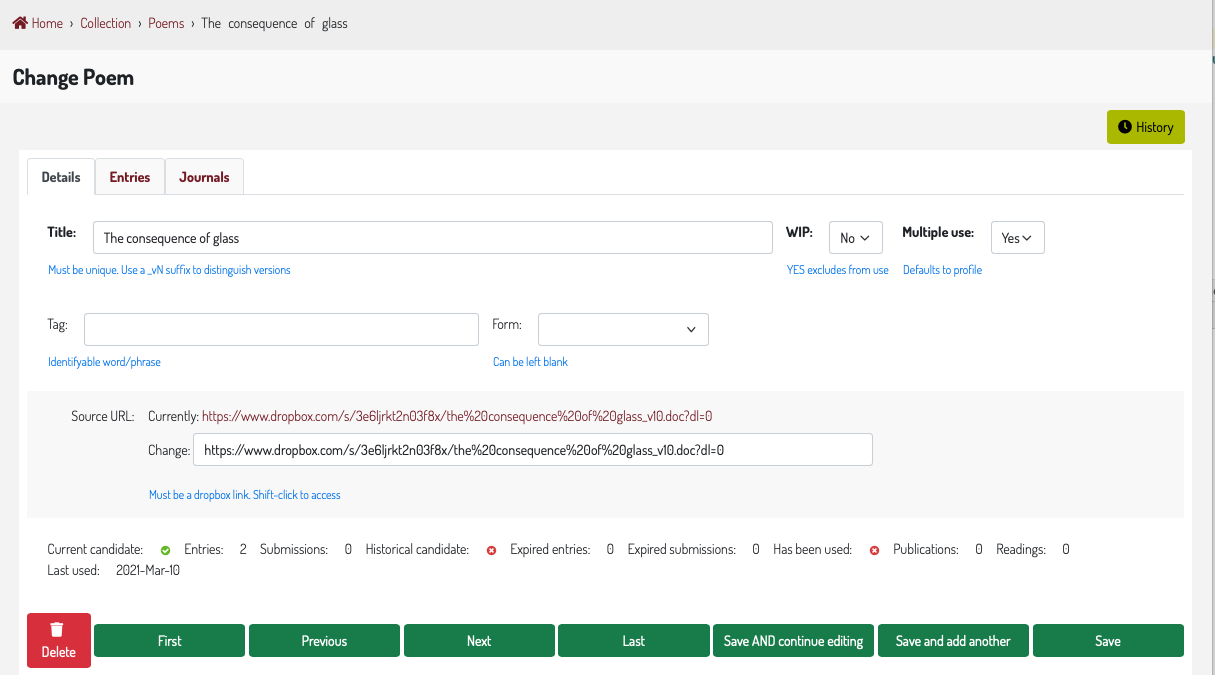 Home › Collection › Poems › The consequence of glass
Change Poem
History
Details Entries Journals
Title: The consequence of glass WIP: No Multiple use: Yes
Must be unique. Use a _vN suffix to distinguish versions YES excludes from use Defaults to profile
Tag: Form:
Identifyable word/phrase Can be left blank
Source URL: Currently: https://www.dropbox.com/s/3e6ljrkt2n03f8x/the%20consequence%20of%20glass_v10.doc?dl=0
Change: https://www.dropbox.com/s/3e6ljrkt2n03f8x/the%20consequence%20of%20glass_v10.doc?dl=0
Must be a dropbox link. Shift-click to access
Current candidate: Entries: 2 Submissions: 0 Historical candidate: Expired entries: 0 Expired submissions: 0 Has been used: Publications: 0 Readings: 0
Last used: 2021-Mar-10
Delete First Previous Next Last Save AND continue editing Save and add another Save